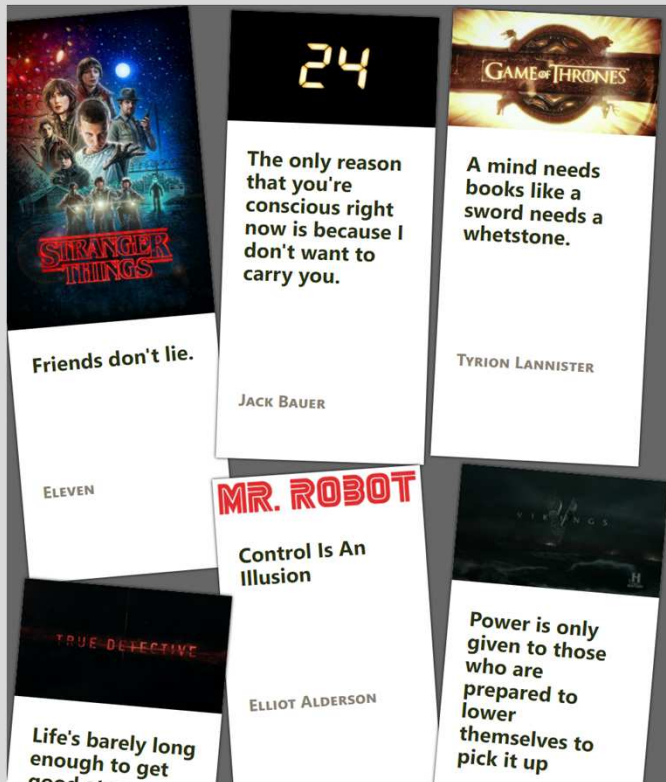 STRANGER
THINGS
Friends don't lie.
ELEVEN
24
The only reason
that you're
conscious right
now is because I
don't want to
carry you.
JACK BAUER
GAME OF THRONES
A mind needs
books like a
sword needs a
whetstone.
TYRION LANNISTER
TRUE DETECTIVE
Life's barely long
enough to get
MR. ROBOT
Control Is An
Illusion
ELLIOT ALDERSON
VIKINGS
H
Power is only
given to those
who are
prepared to
lower
themselves to
pick it up